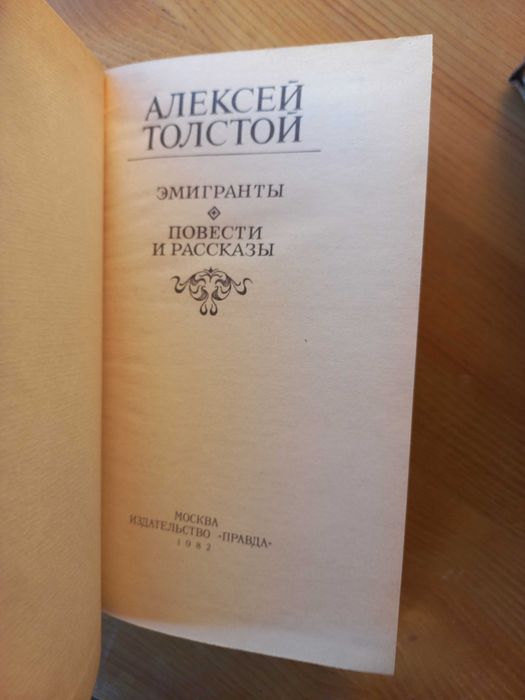 АЛЕКСЕЙ
ТОЛСТОЙ
ЭМИГРАНТЫ
ПОВЕСТИ
И РАССКАЗЫ
МОСКВА
ИЗДАТЕЛЬСТВО «ПРАВДА»
1982